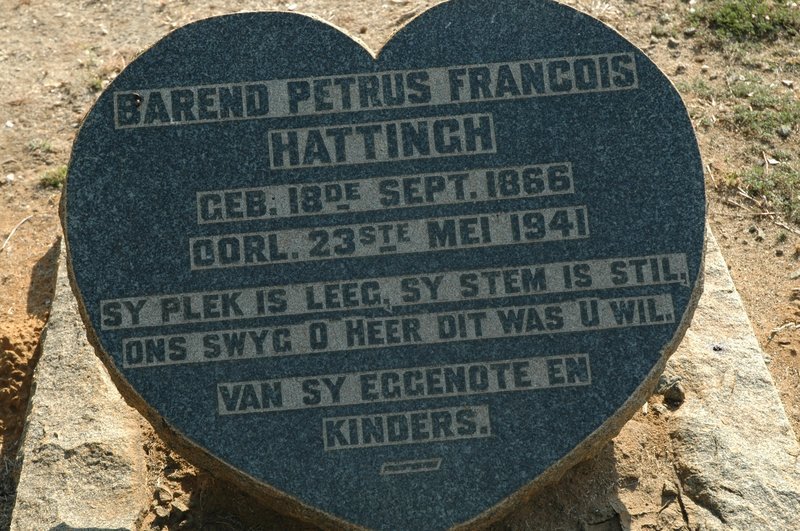 BAREND PETRUS FRANCOIS
HATTINGH
GEB. 18DE SEPT. 1866
OORL. 23STE MEI 1941
SY PLEK IS LEEG, SY STEM IS STIL,
ONS SWYG O HEER DIT WAS U WIL.
VAN SY EGGENOTE EN
KINDERS.